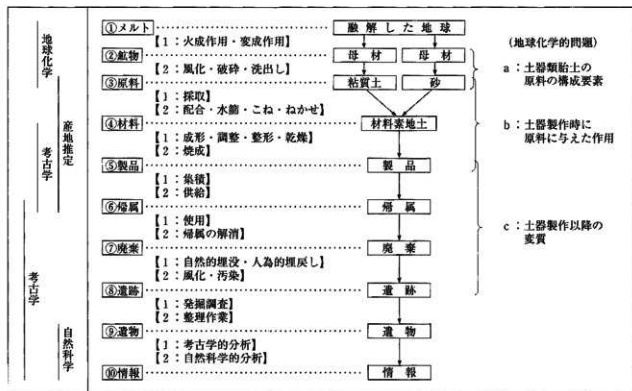 地球化学
産地推定
考古学
考古学
自然科学
①メルト
融解した地球
【1：火成作用・変成作用】
②鉱物
母材
母材
【2：風化・破砕・洗出し】
③原料
粘質土
砂
【1：採取】
【2：配合・水簸・こね・ねかせ】
④材料
材料素地土
【1：成形・調整・整形・乾燥】
【2：焼成】
⑤製品
製品
【1：集積】
【2：供給】
⑥帰属
帰属
【1：使用】
【2：帰属の解消】
⑦廃棄
廃棄
【1：自然的埋没・人為的埋戻し】
【2：風化・汚染】
⑧遺跡
遺跡
【1：発掘調査】
【2：整理作業】
⑨遺物
遺物
【1：考古学的分析】
【2：自然科学的分析】
⑩情報
情報
（地球化学的問題）
a：土器類胎土の
原料の構成要素
b：土器製作時に
原料に与えた作用
c：土器製作以降の
変質